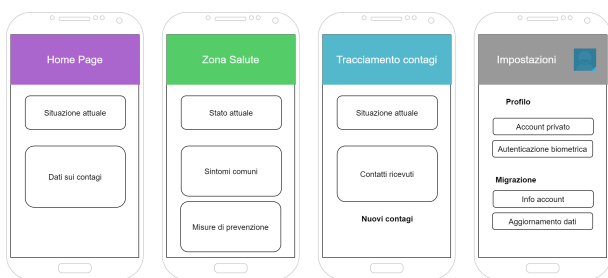 Home Page
Situazione attuale
Dati sui contagi
Zona Salute
Stato attuale
Sintomi comuni
Misure di prevenzione
Tracciamento contagi
Situazione attuale
Contatti ricevuti
Nuovi contagi
Impostazioni
Profilo
Account privato
Autenticazione biometrica
Migrazione
Info account
Aggiornamento dati